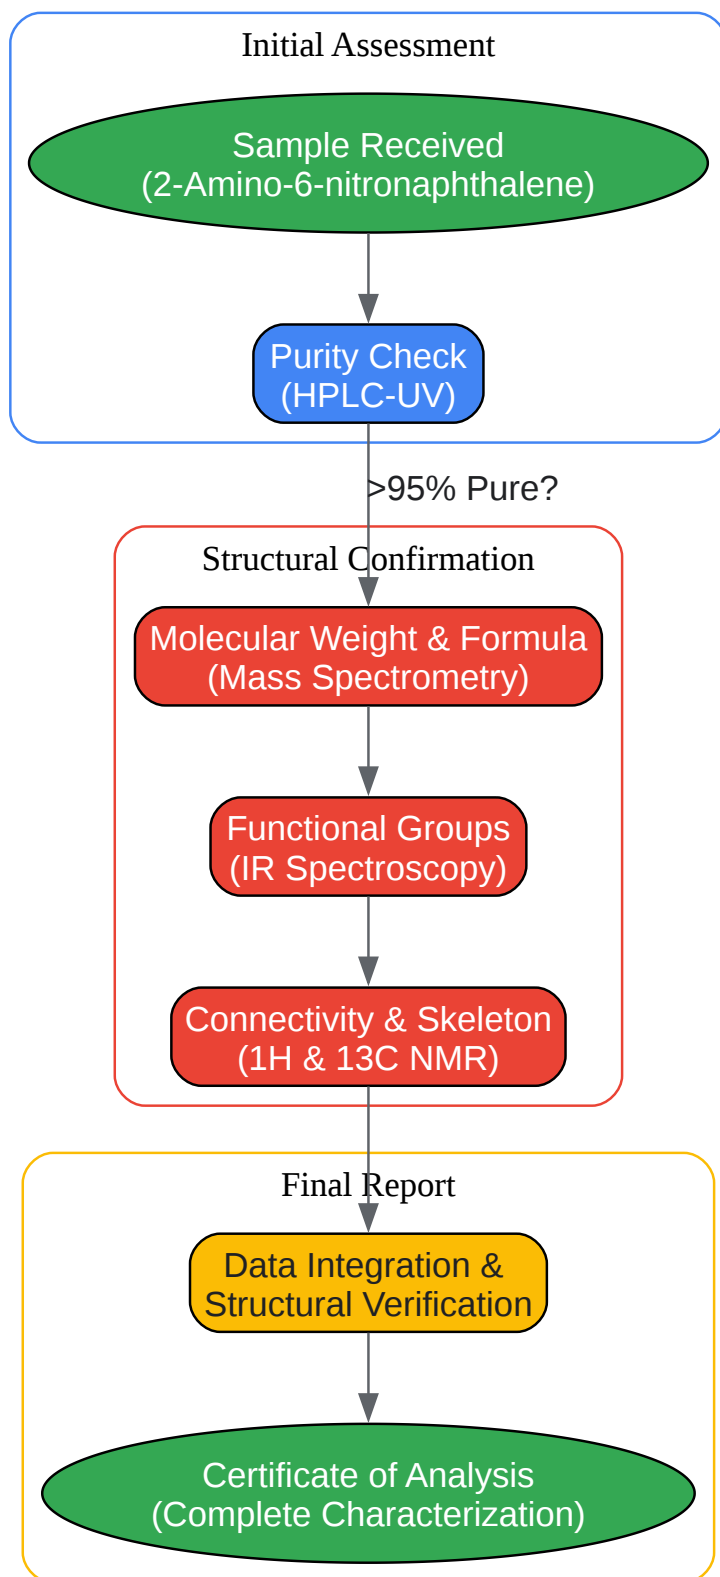 Initial Assessment
Sample Received
(2-Amino-6-nitronaphthalene)
Purity Check
(HPLC-UV)
>95% Pure?
Structural Confirmation
Molecular Weight & Formula
(Mass Spectrometry)
Functional Groups
(IR Spectroscopy)
Connectivity & Skeleton
(1H & 13C NMR)
Final Report
Data Integration &
Structural Verification
Certificate of Analysis
(Complete Characterization)